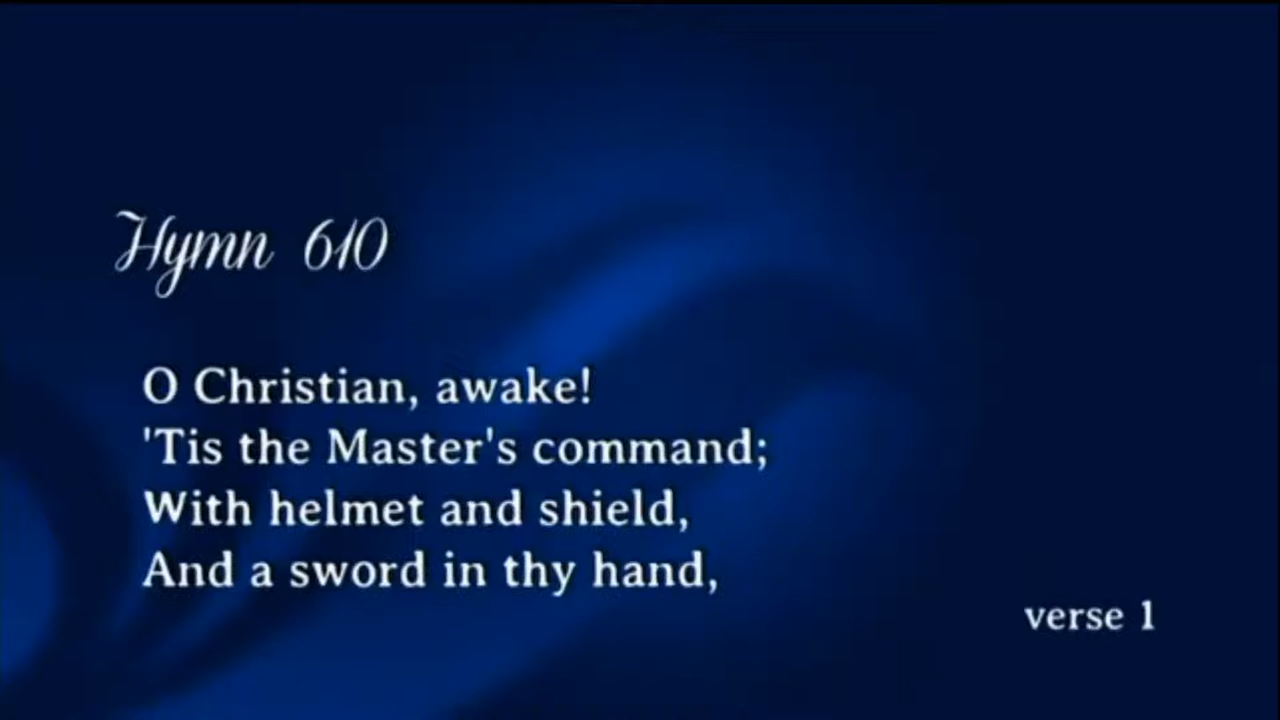 Hymn 610
O Christian, awake!
'Tis the Master's command;
With helmet and shield,
And a sword in thy hand,
verse 1